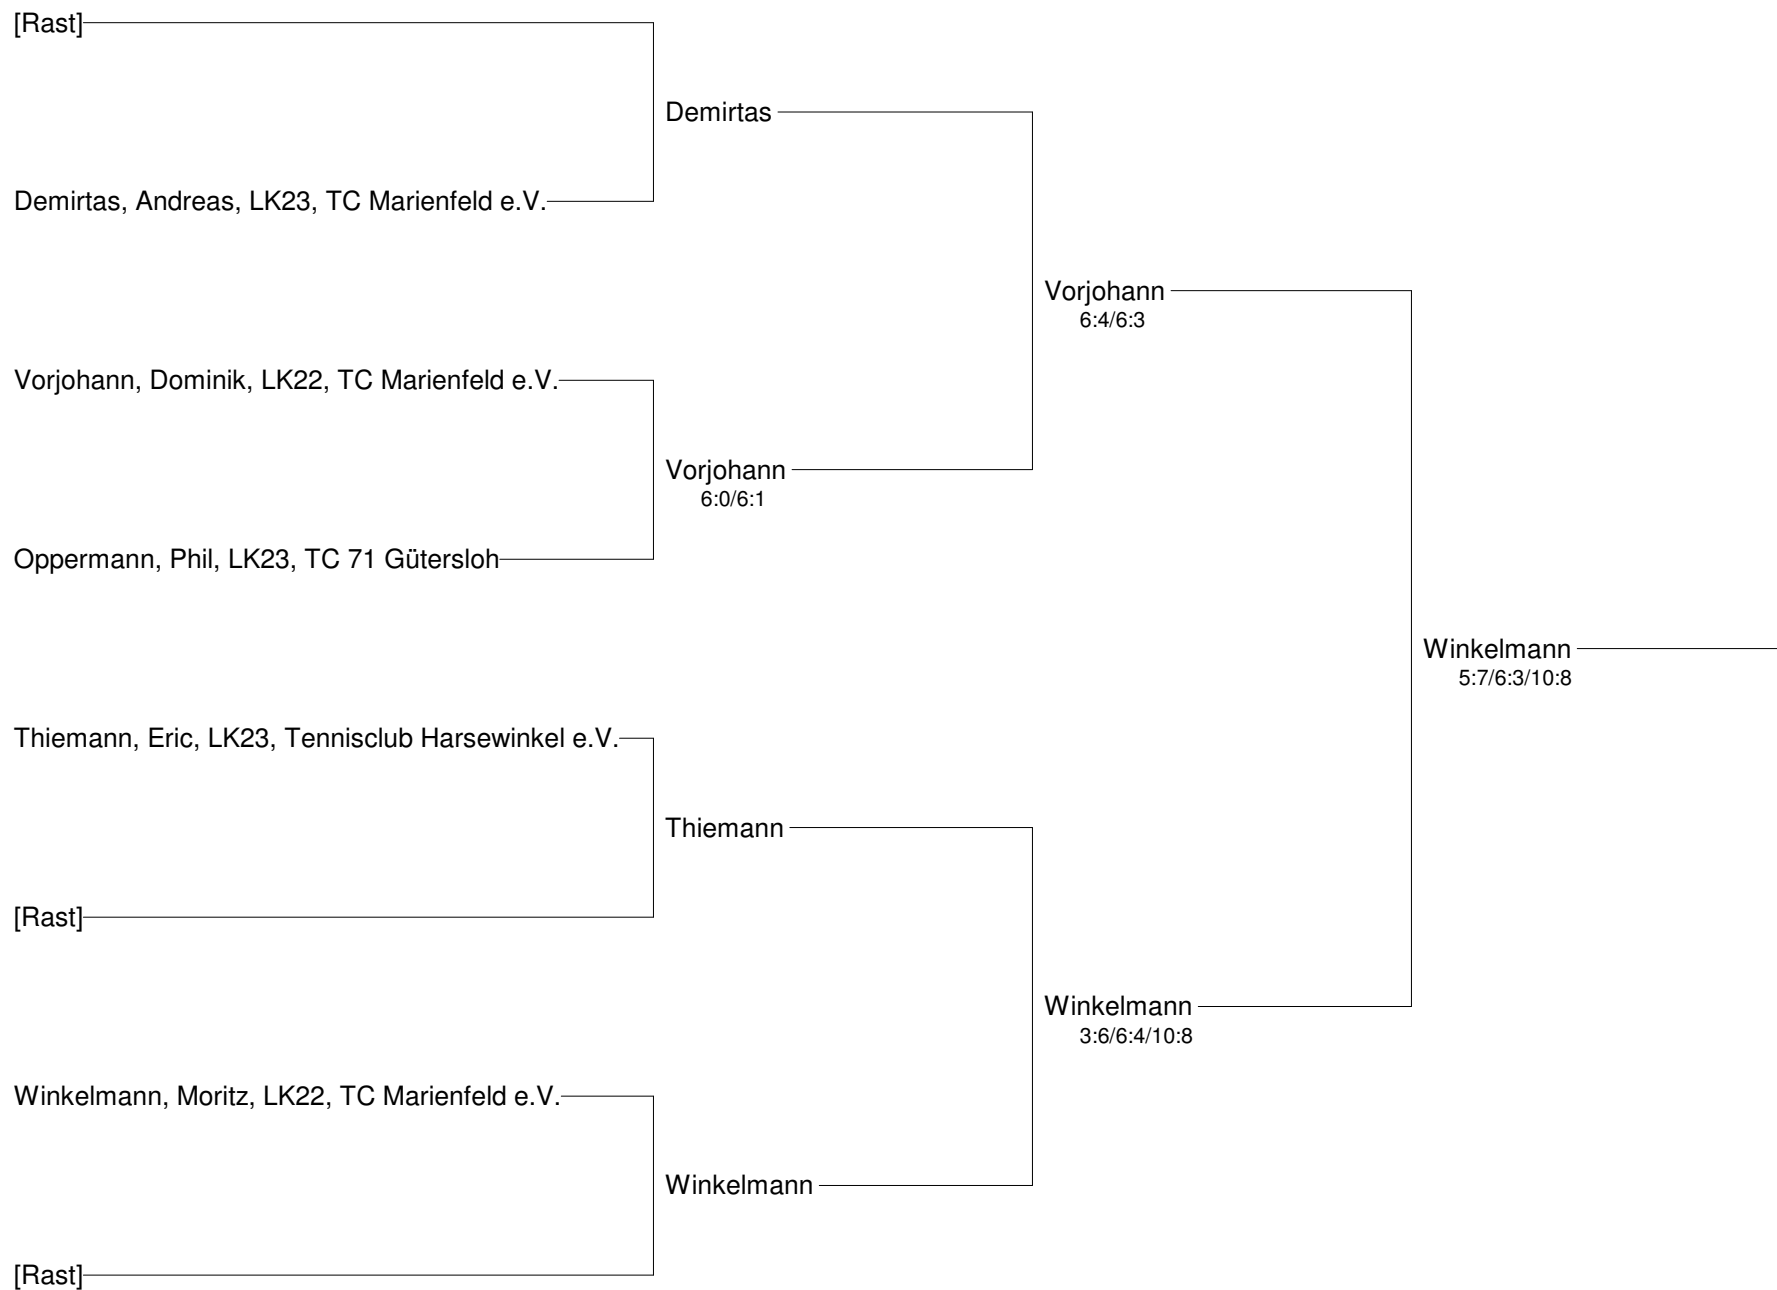 [Rast]
Demirtas
Demirtas, Andreas, LK23, TC Marienfeld e.V.
Vorjohann
6:4/6:3
Vorjohann, Dominik, LK22, TC Marienfeld e.V.
Vorjohann
6:0/6:1
Oppermann, Phil, LK23, TC 71 Gütersloh
Winkelmann
5:7/6:3/10:8
Thiemann, Eric, LK23, Tennisclub Harsewinkel e.V.
Thiemann
[Rast]
Winkelmann
3:6/6:4/10:8
Winkelmann, Moritz, LK22, TC Marienfeld e.V.
Winkelmann
[Rast]